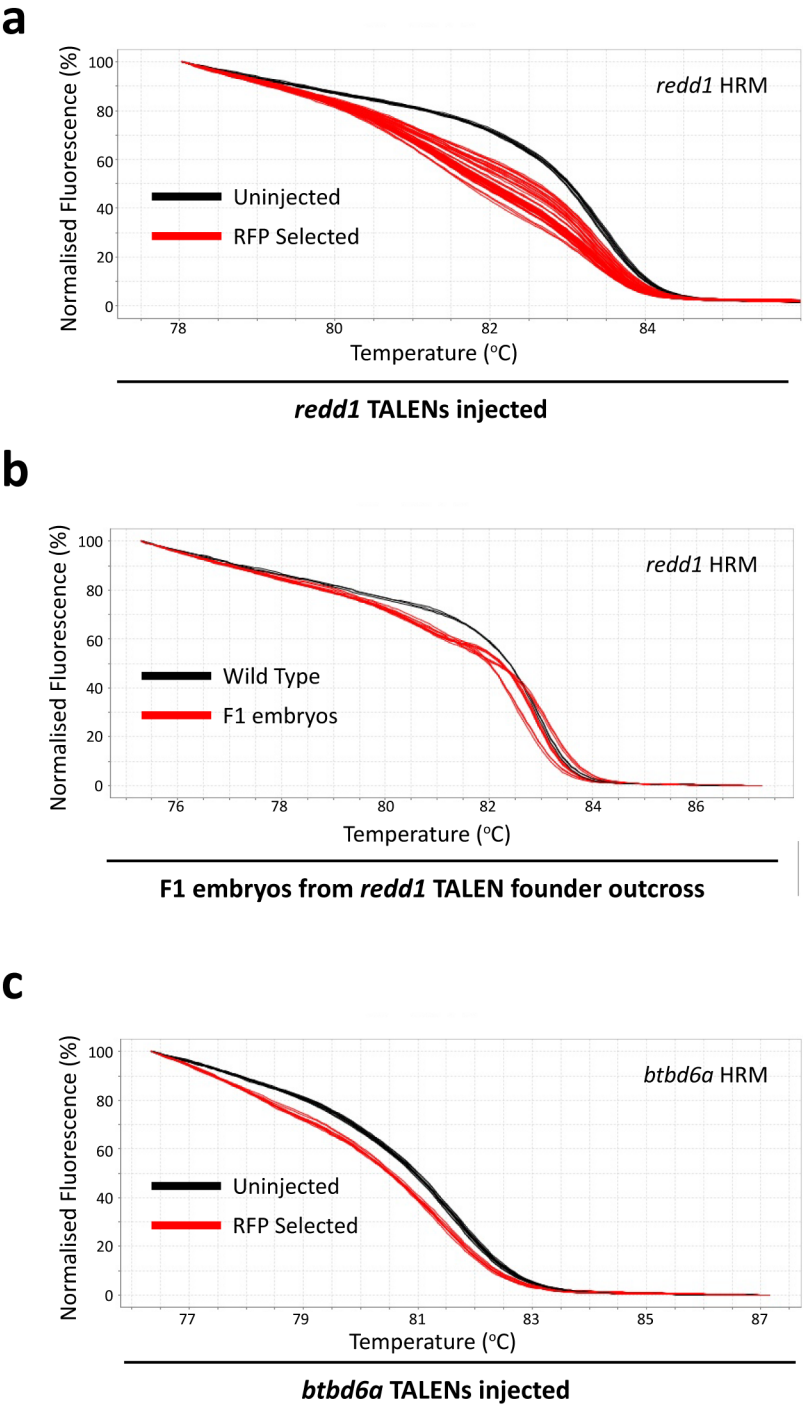 a
redd1 HRM
Normalised Fluorescence (%)
100
80
60
40
20
0
Uninjected
RFP Selected
78 80 82 84
Temperature (oC)
redd1 TALENs injected
b
redd1 HRM
Normalised Fluorescence (%)
100
80
60
40
20
0
Wild Type
F1 embryos
76 78 80 82 84 86
Temperature (oC)
F1 embryos from redd1 TALEN founder outcross
c
btbd6a HRM
Normalised Fluorescence (%)
100
80
60
40
20
0
Uninjected
RFP Selected
77 79 81 83 85 87
Temperature (oC)
btbd6a TALENs injected